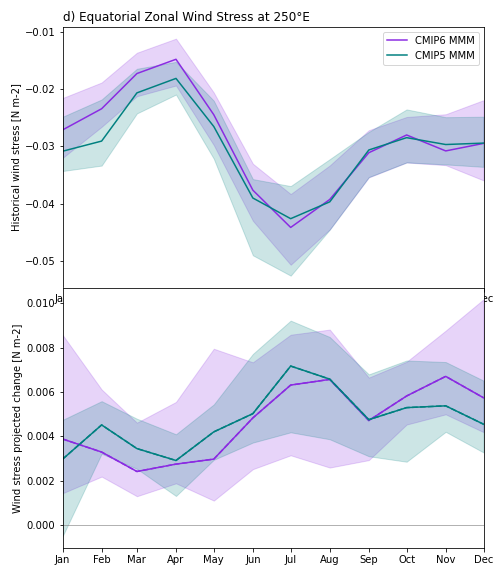 d) Equatorial Zonal Wind Stress at 250°E
CMIP6 MMM
CMIP5 MMM
Historical wind stress [N m-2]
−0.01
−0.02
−0.03
−0.04
−0.05
Wind stress projected change [N m-2]
0.010
0.008
0.006
0.004
0.002
0.000
Jan Feb Mar Apr May Jun Jul Aug Sep Oct Nov Dec